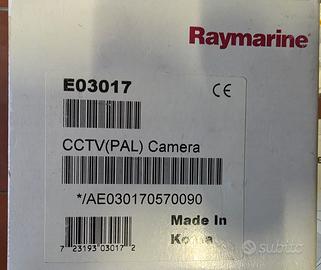 Raymarine®
E03017
CE
CCTV(PAL) Camera
*/AE030170570090
Made In
Korea
7 23193 03017 2
subito